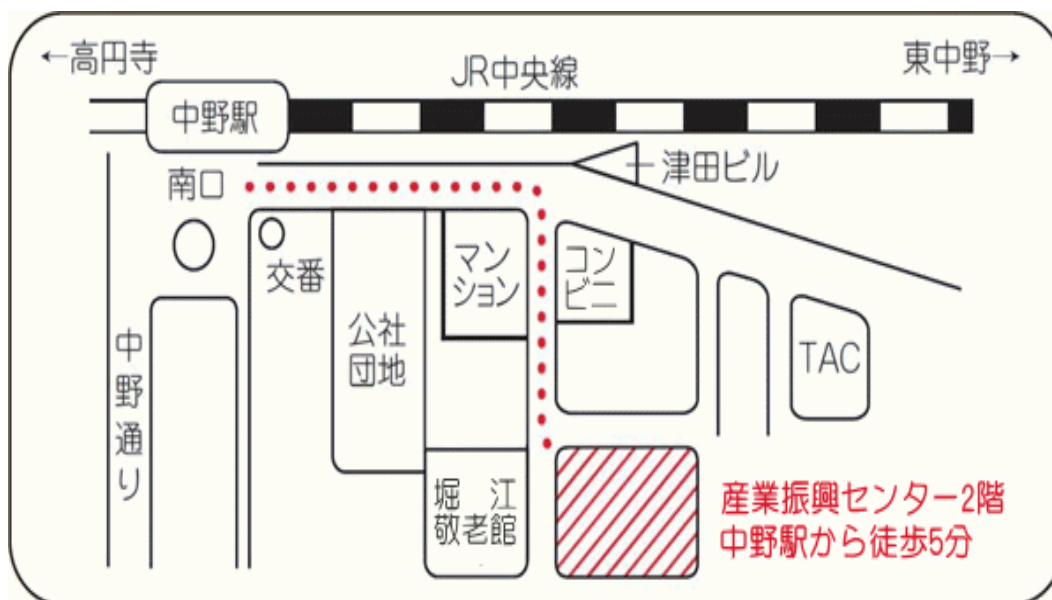 ←高円寺
東中野→
JR中央線
中野駅
津田ビル
南口
交番
マン
ション
コン
ビニ
公社
団地
TAC
中野通り
堀 江
敬老館
産業振興センター2階
中野駅から徒歩5分